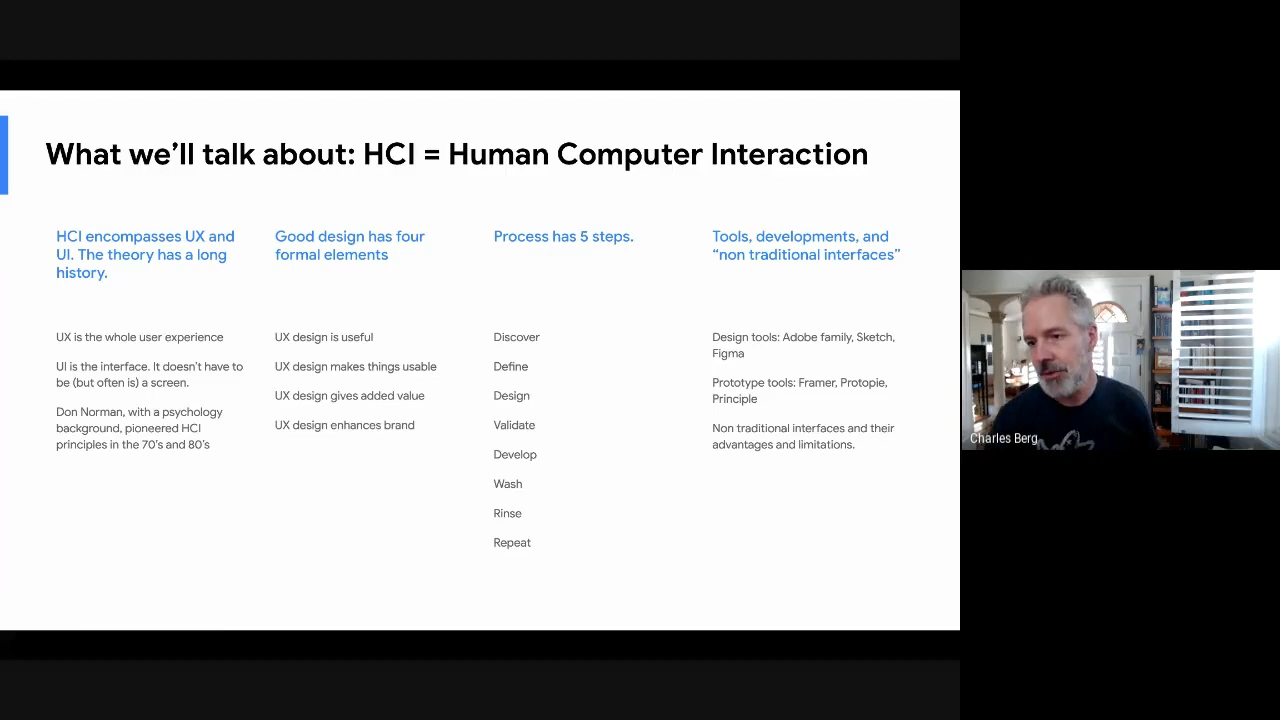 What we’ll talk about: HCI = Human Computer Interaction
HCI encompasses UX and
UI. The theory has a long
history.
UX is the whole user experience
UI is the interface. It doesn’t have to
be (but often is) a screen.
Don Norman, with a psychology
background, pioneered HCI
principles in the 70’s and 80’s
Good design has four
formal elements
UX design is useful
UX design makes things usable
UX design gives added value
UX design enhances brand
Process has 5 steps.
Discover
Define
Design
Validate
Develop
Wash
Rinse
Repeat
Tools, developments, and
“non traditional interfaces”
Design tools: Adobe family, Sketch,
Figma
Prototype tools: Framer, Protopie,
Principle
Non traditional interfaces and their
advantages and limitations.
Charles Berg